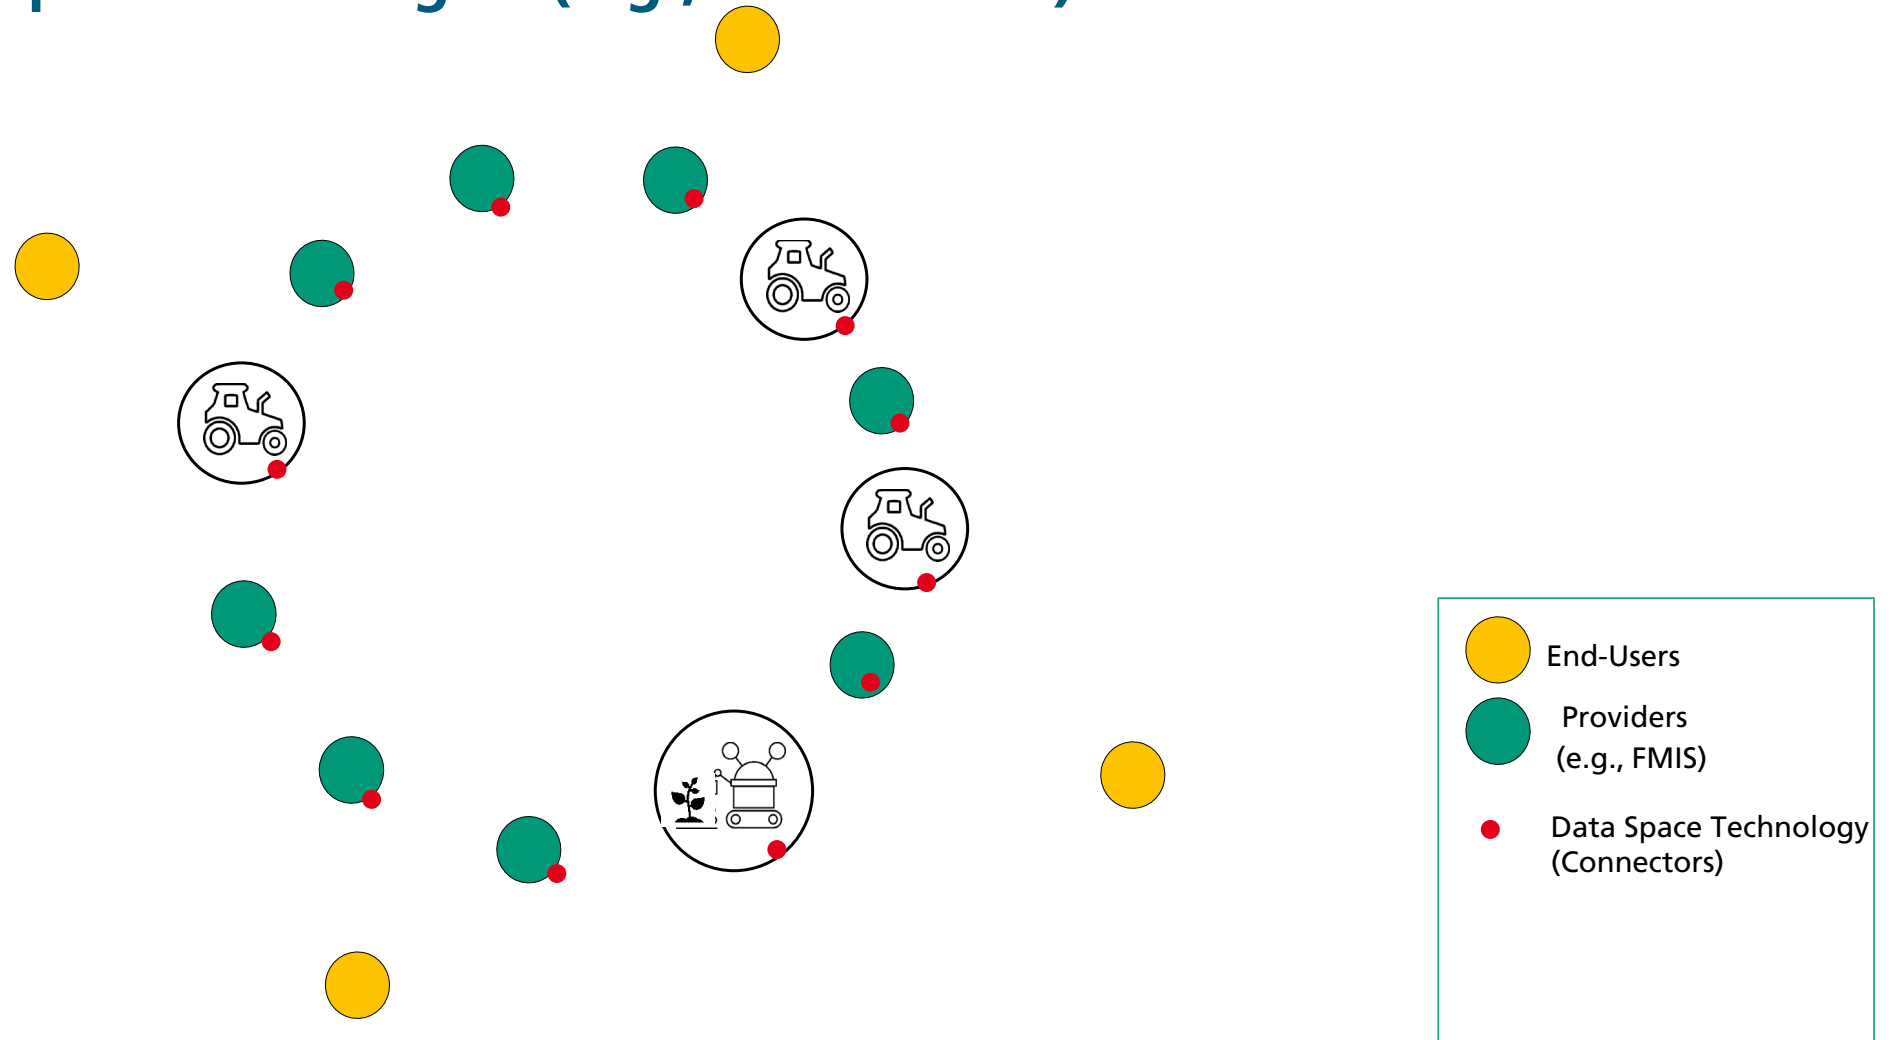 End-Users
Providers
(e.g., FMIS)
Data Space Technology
(Connectors)